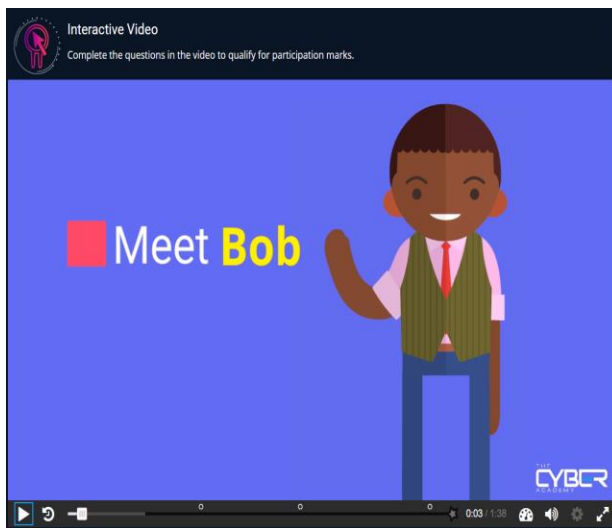 Interactive Video
Complete the questions in the video to qualify for participation marks.
Meet Bob
THE
CYBER
ACADEMY
0:03 / 1:38